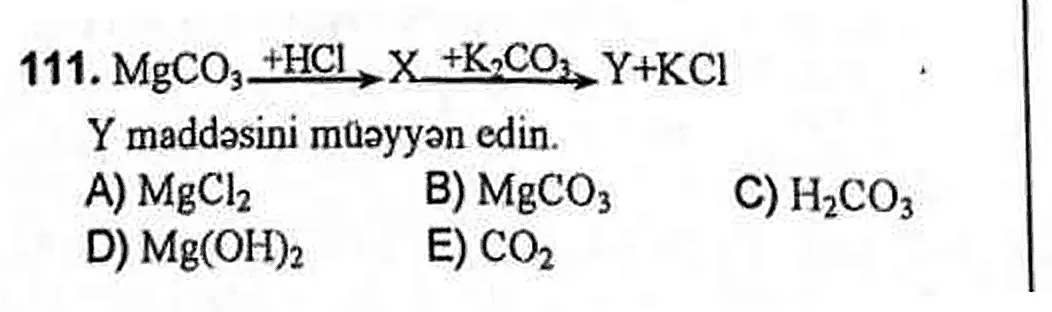 111. MgCO₃ +HCl → X +K₂CO₃ → Y+KCl
Y maddəsini müəyyən edin.
A) MgCl₂ B) MgCO₃ C) H₂CO₃
D) Mg(OH)₂ E) CO₂